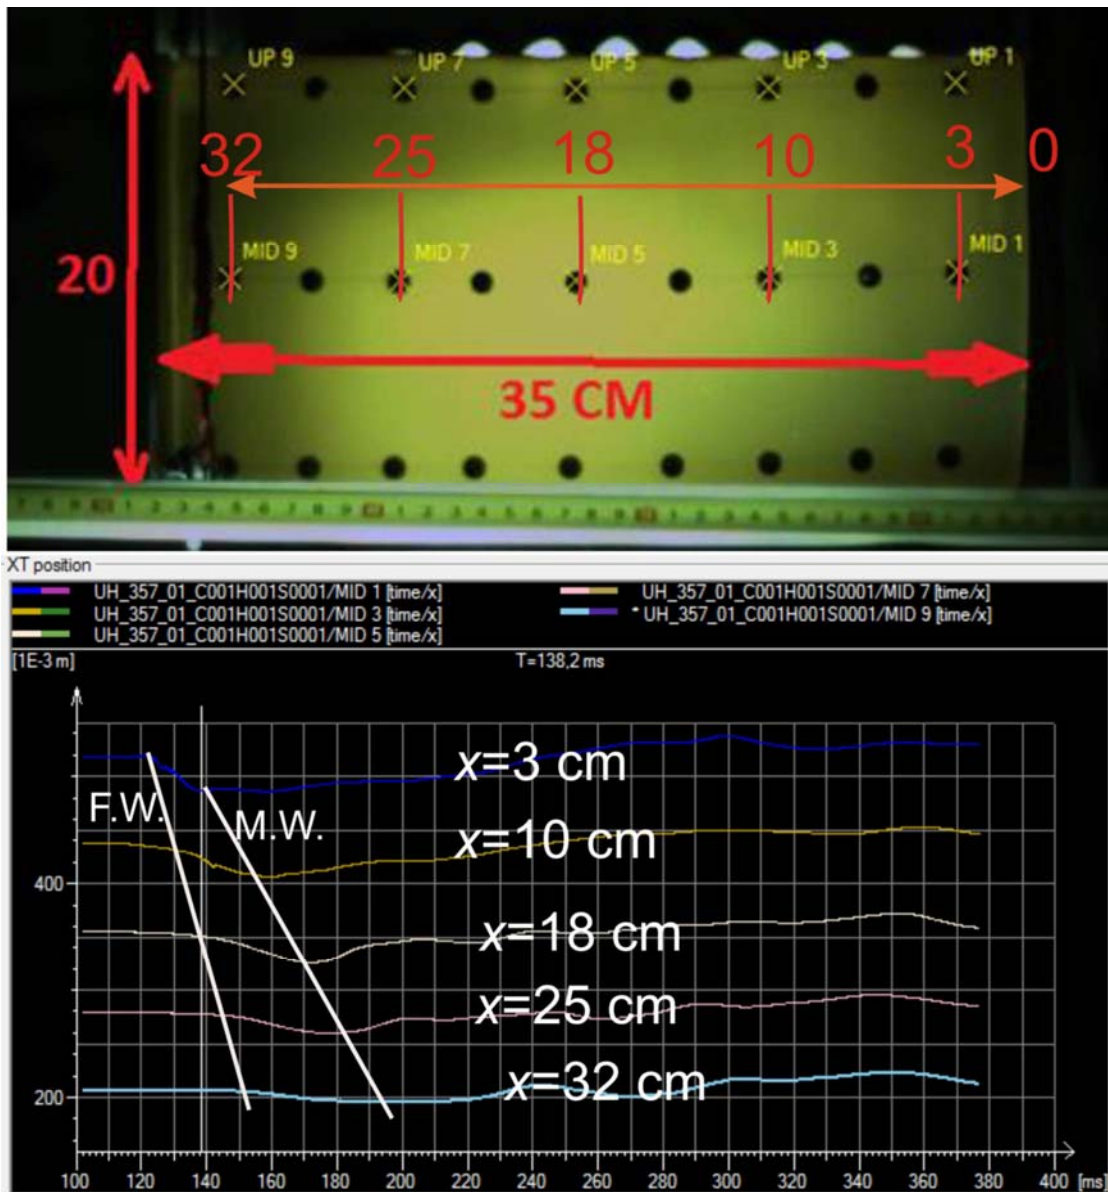 UP 9 UP 7 UP 5 UP 3 UP 1
32 25 18 10 3 0
MID 9 MID 7 MID 5 MID 3 MID 1
20
35 CM
XT position
UH_357_01_C001H001S0001/MID 1 [time/x] UH_357_01_C001H001S0001/MID 7 [time/x]
UH_357_01_C001H001S0001/MID 3 [time/x] * UH_357_01_C001H001S0001/MID 9 [time/x]
UH_357_01_C001H001S0001/MID 5 [time/x]
[1E-3 m] T=138,2 ms
x=3 cm
F.W. M.W.
x=10 cm
400
x=18 cm
x=25 cm
x=32 cm
200
100 120 140 160 180 200 220 240 260 280 300 320 340 360 380 400 [ms]